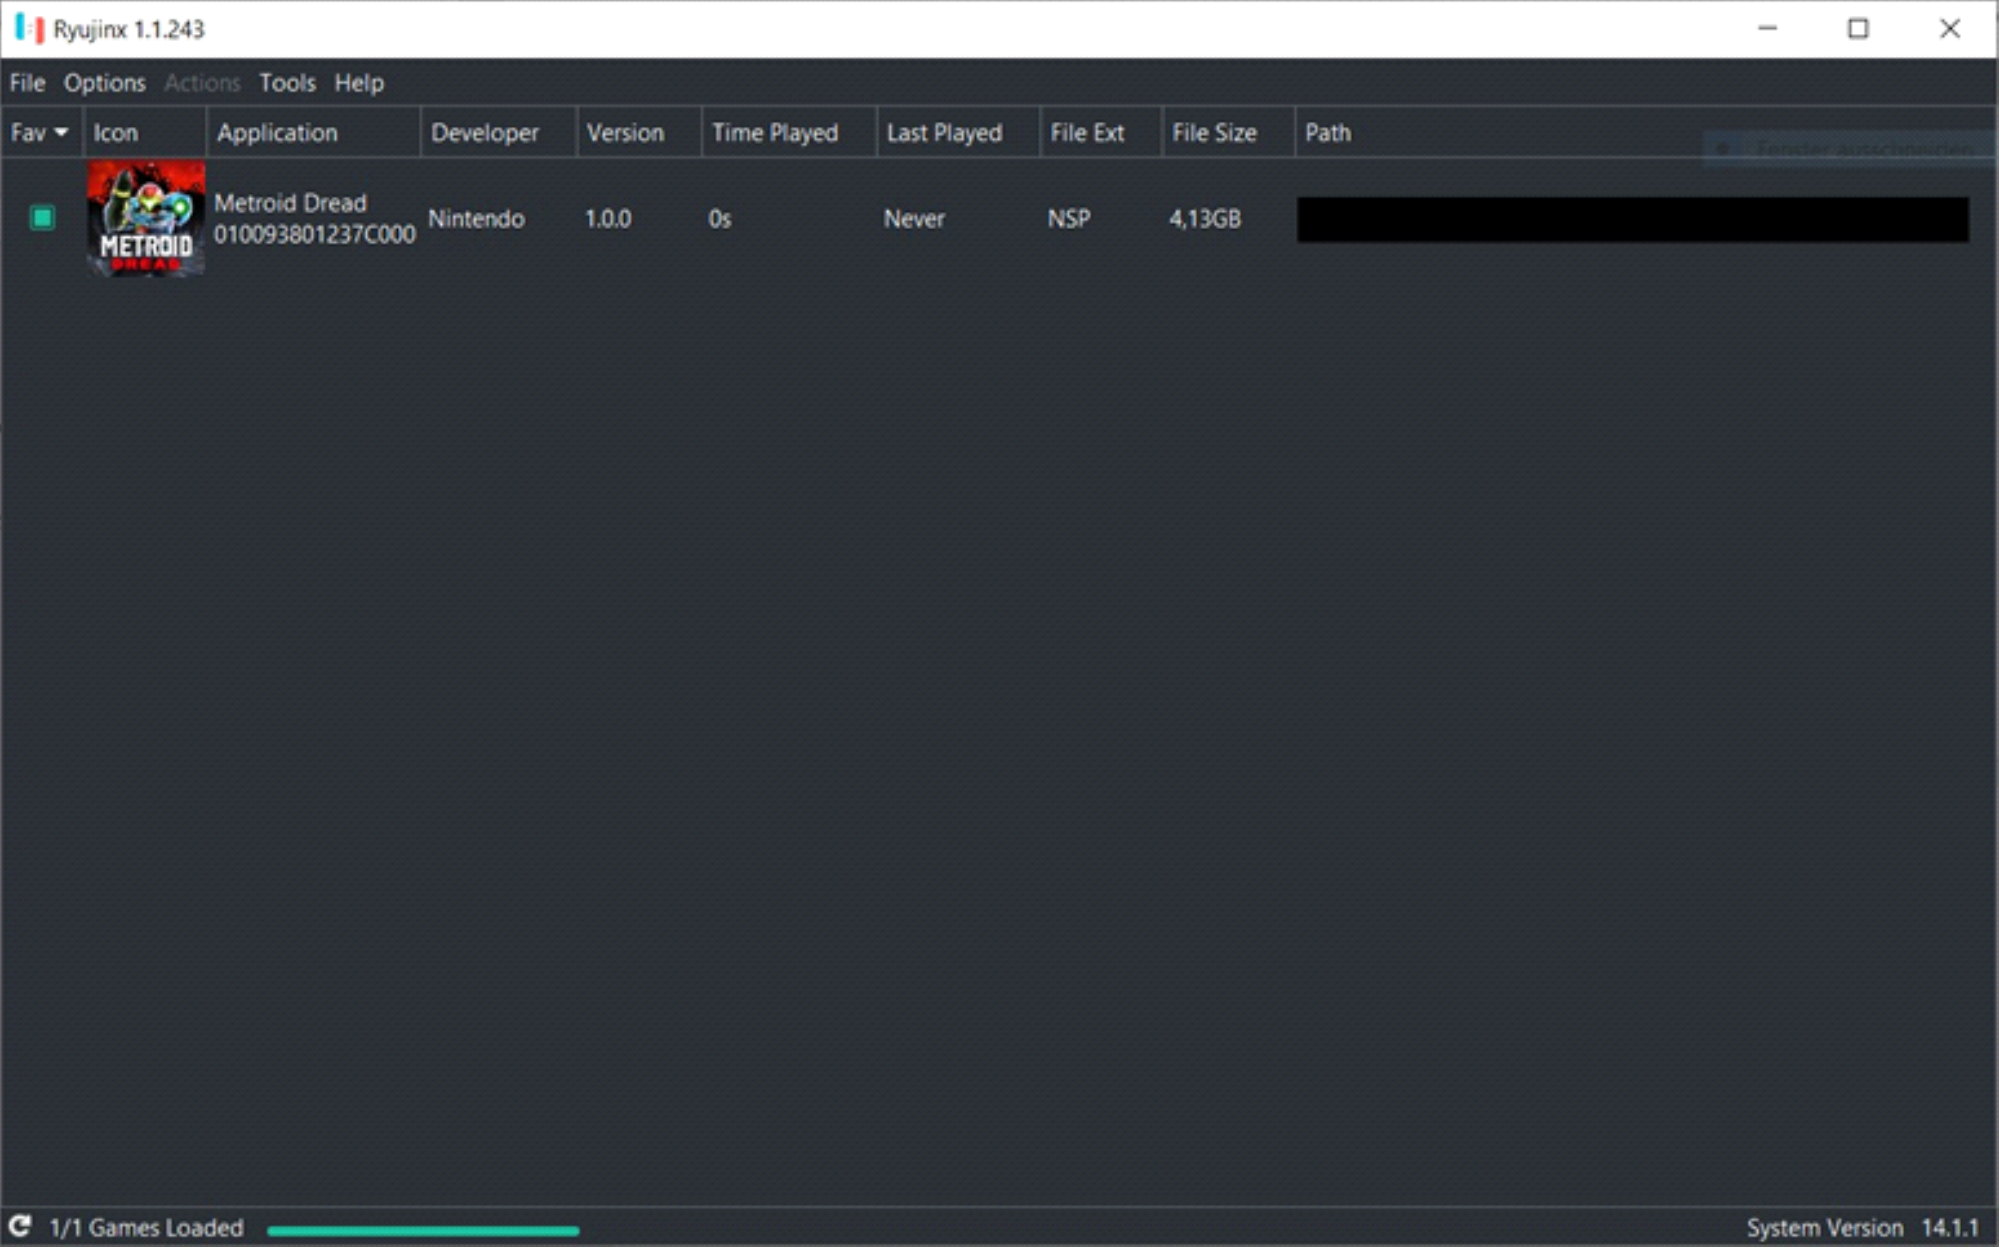 Ryujinx 1.1.243
File Options Actions Tools Help
Fav Icon Application Developer Version Time Played Last Played File Ext File Size Path
Fenster ausschneiden
METROID
DREAD
Metroid Dread
010093801237C000
Nintendo 1.0.0 0s Never NSP 4,13GB
1/1 Games Loaded
System Version 14.1.1